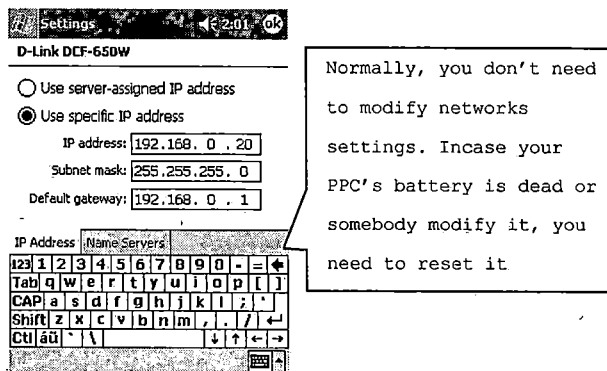 Settings 2:01 ok
D-Link DCF-650W
Use server-assigned IP address
Use specific IP address
IP address: 192.168. 0 .20
Subnet mask: 255.255.255. 0
Default gateway: 192.168. 0 . 1
IP Address Name Servers
123 1 2 3 4 5 6 7 8 9 0 - = ←
Tab q w e r t y u i o p [ ]
CAP a s d f g h j k l ; '
Shift z x c v b n m , . / ↵
Ctl áü ` \ ↓ ↑ ← →
Normally, you don't need
to modify networks
settings. Incase your
PPC's battery is dead or
somebody modify it, you
need to reset it